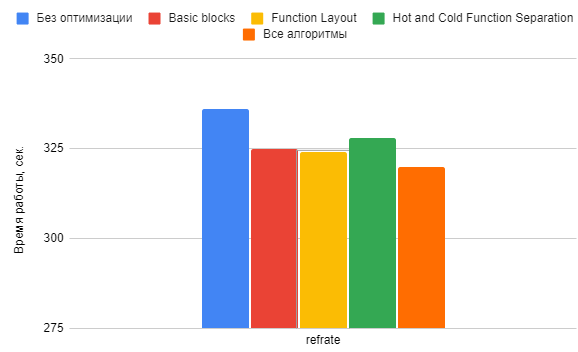 Без оптимизации Basic blocks Function Layout Hot and Cold Function Separation
Все алгоритмы
350
325
300
275
Время работы, сек.
refrate